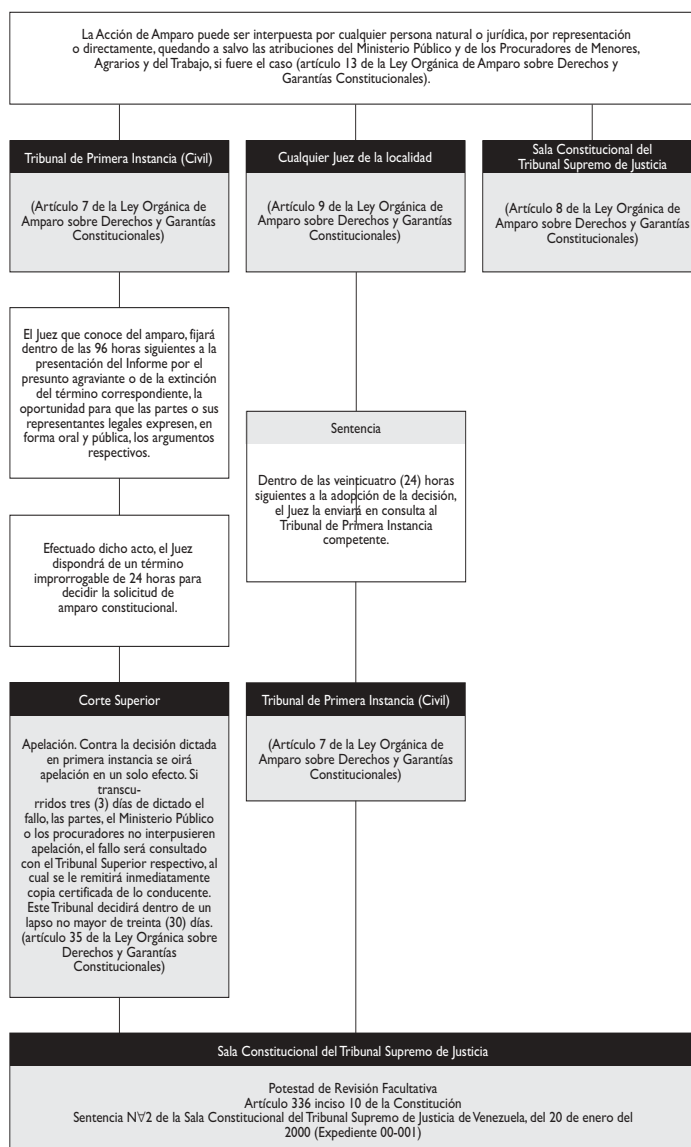 La Acción de Amparo puede ser interpuesta por cualquier persona natural o jurídica, por representación
o directamente, quedando a salvo las atribuciones del Ministerio Público y de los Procuradores de Menores,
Agrarios y del Trabajo, si fuere el caso (artículo 13 de la Ley Orgánica de Amparo sobre Derechos y
Garantías Constitucionales).
Tribunal de Primera Instancia (Civil)
(Artículo 7 de la Ley Orgánica de
Amparo sobre Derechos y Garantías
Constitucionales)
Cualquier Juez de la localidad
(Artículo 9 de la Ley Orgánica de
Amparo sobre Derechos y Garantías
Constitucionales)
Sala Constitucional del
Tribunal Supremo de Justicia
(Artículo 8 de la Ley Orgánica de
Amparo sobre Derechos y Garantías
Constitucionales)
El Juez que conoce del amparo, fijará
dentro de las 96 horas siguientes a la
presentación del Informe por el
presunto agraviante o de la extinción
del término correspondiente, la
oportunidad para que las partes o sus
representantes legales expresen, en
forma oral y pública, los argumentos
respectivos.
Sentencia
Dentro de las veinticuatro (24) horas
siguientes a la adopción de la decisión,
el Juez la enviará en consulta al
Tribunal de Primera Instancia
competente.
Efectuado dicho acto, el Juez
dispondrá de un término
improrrogable de 24 horas para
decidir la solicitud de
amparo constitucional.
Corte Superior
Apelación. Contra la decisión dictada
en primera instancia se oirá
apelación en un solo efecto. Si
transcu-
rridos tres (3) días de dictado el
fallo, las partes, el Ministerio Público
o los procuradores no interpusieren
apelación, el fallo será consultado
con el Tribunal Superior respectivo, al
cual se le remitirá inmediatamente
copia certificada de lo conducente.
Este Tribunal decidirá dentro de un
lapso no mayor de treinta (30) días.
(artículo 35 de la Ley Orgánica sobre
Derechos y Garantías
Constitucionales)
Tribunal de Primera Instancia (Civil)
(Artículo 7 de la Ley Orgánica de
Amparo sobre Derechos y Garantías
Constitucionales)
Sala Constitucional del Tribunal Supremo de Justicia
Potestad de Revisión Facultativa
Artículo 336 inciso 10 de la Constitución
Sentencia N∀2 de la Sala Constitucional del Tribunal Supremo de Justicia de Venezuela, del 20 de enero del
2000 (Expediente 00-001)